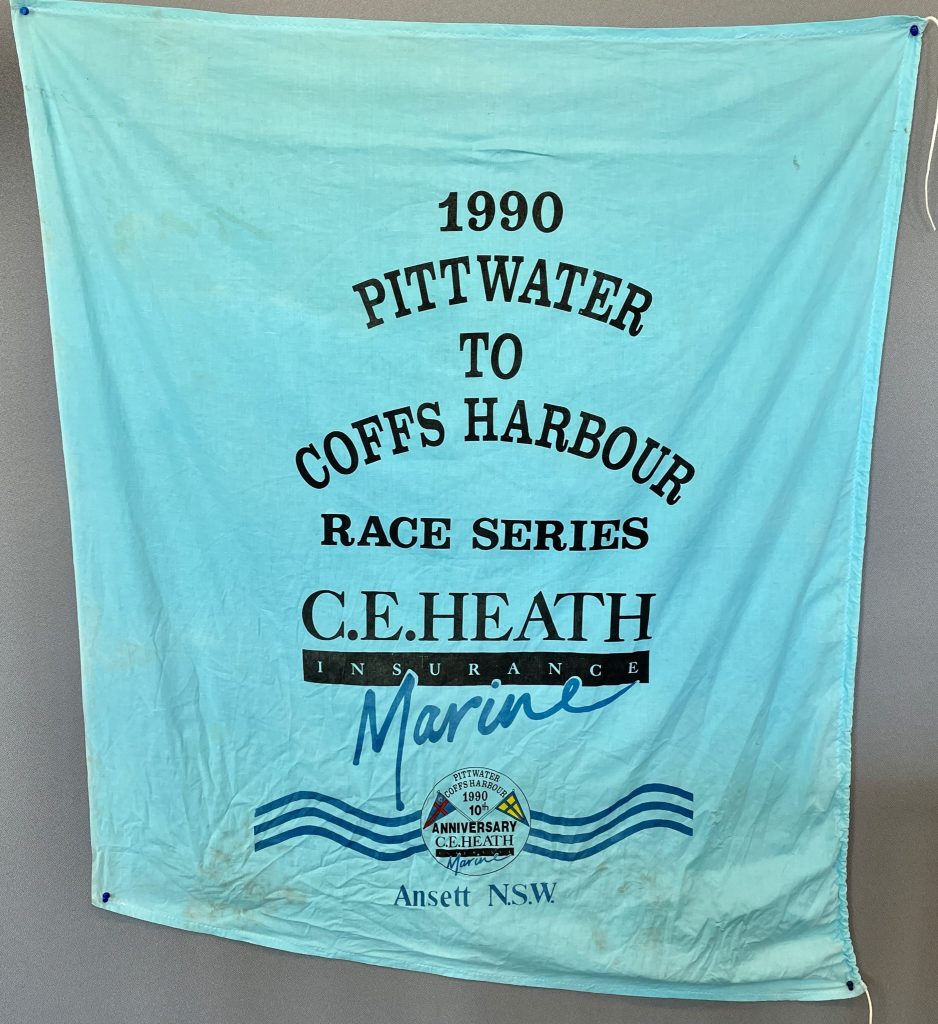 1990
PITTWATER
TO
COFFS HARBOUR
RACE SERIES
C.E.HEATH
INSURANCE
Marine
PITTWATER
COFFS HARBOUR
1990
10th
ANNIVERSARY
C.E.HEATH
Marine
Ansett N.S.W.